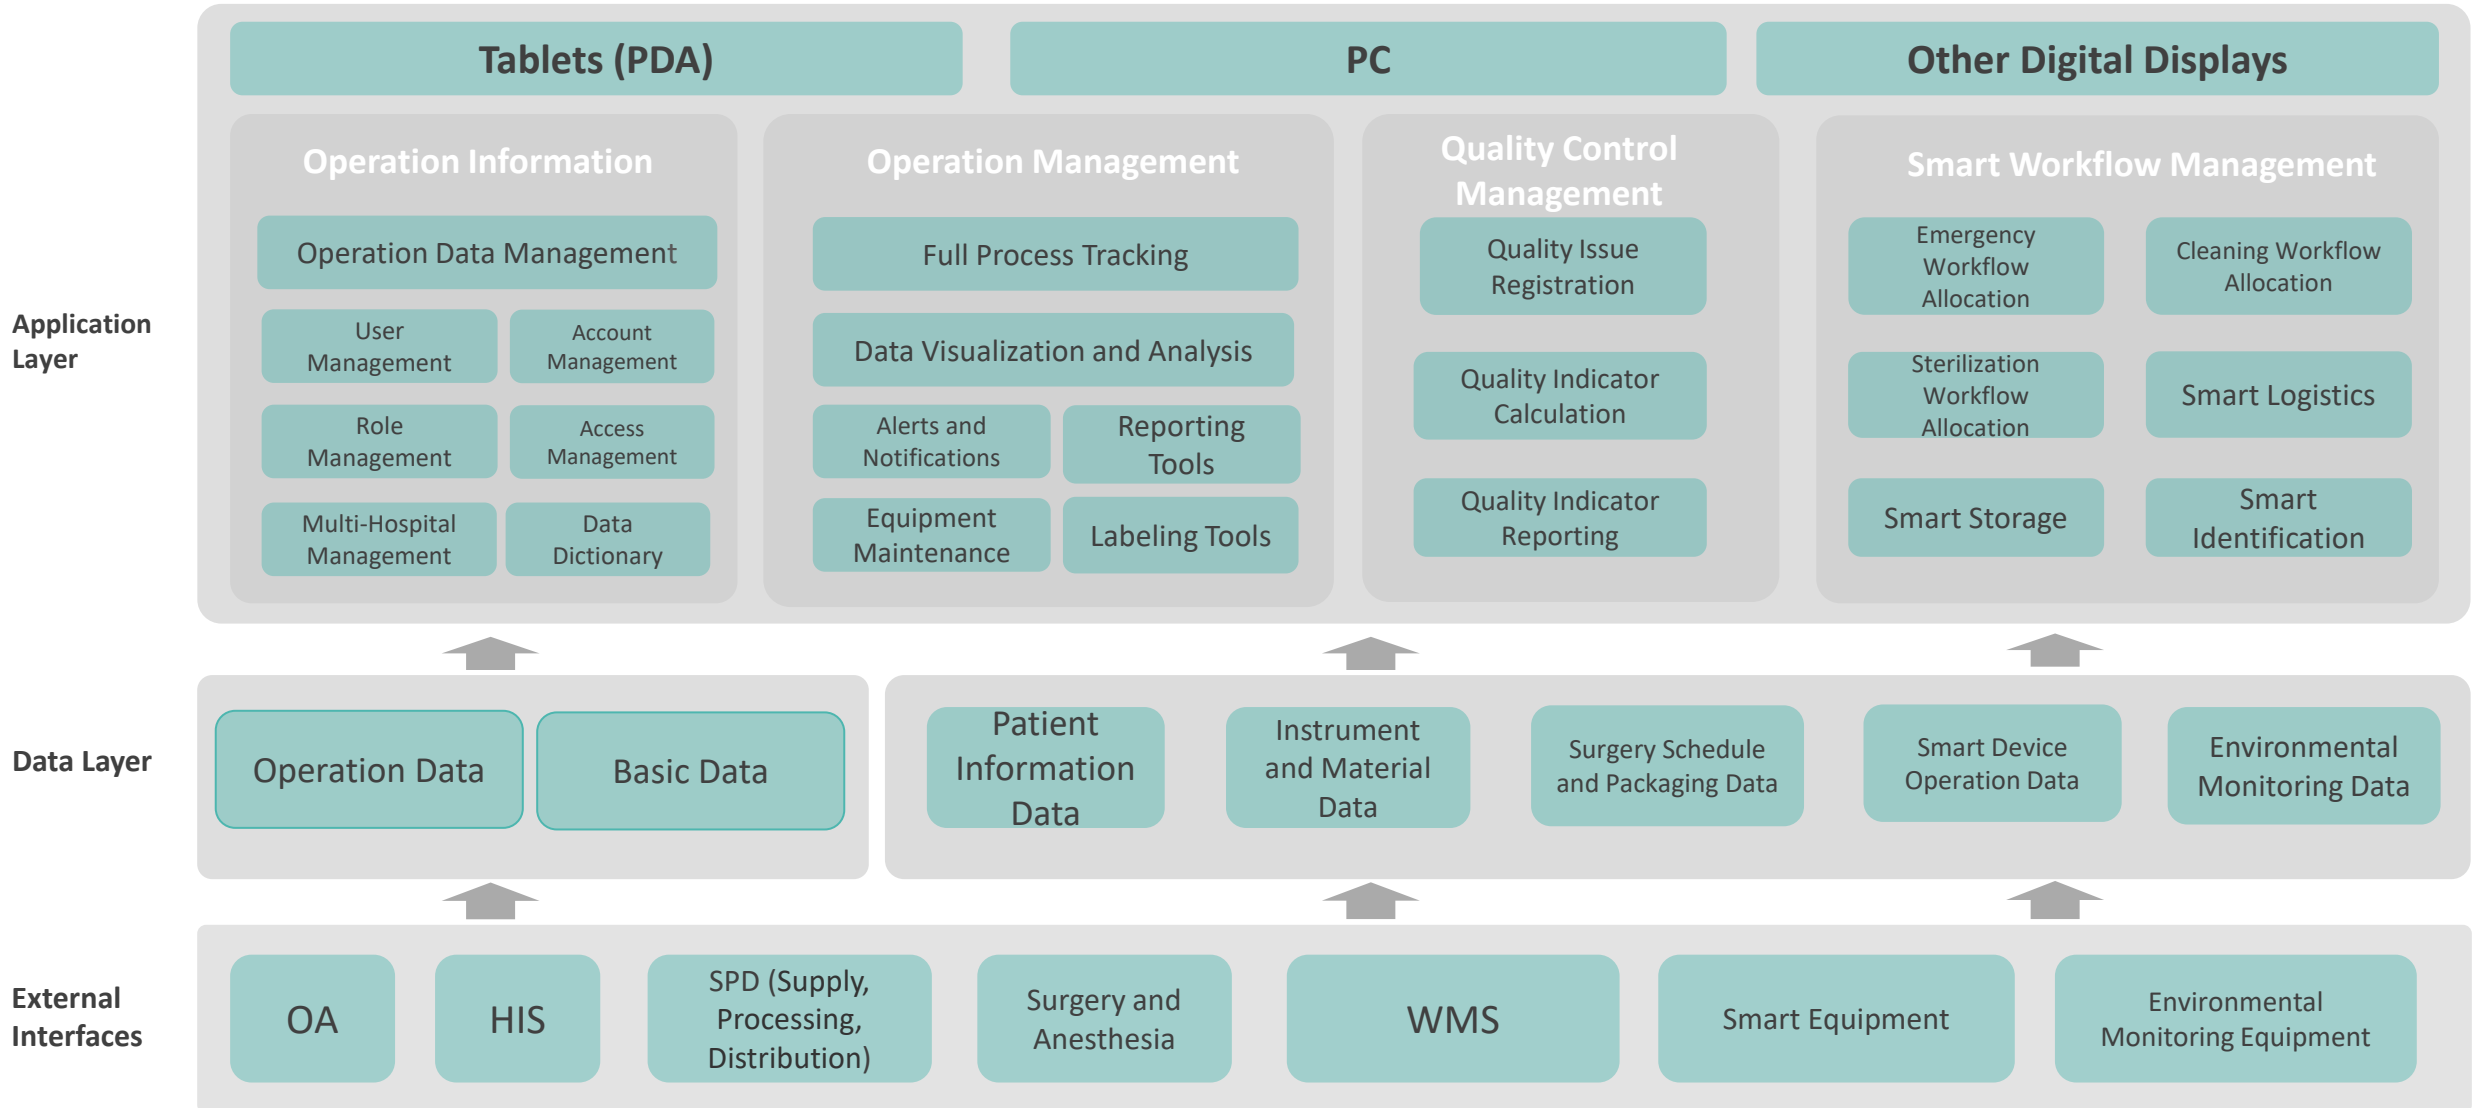 Tablets (PDA)
PC
Other Digital Displays
Application
Layer
Operation Information
Operation Data Management
User
Management
Account
Management
Role
Management
Access
Management
Multi-Hospital
Management
Data
Dictionary
Operation Management
Full Process Tracking
Data Visualization and Analysis
Alerts and
Notifications
Reporting
Tools
Equipment
Maintenance
Labeling Tools
Quality Control
Management
Quality Issue
Registration
Quality Indicator
Calculation
Quality Indicator
Reporting
Smart Workflow Management
Emergency
Workflow
Allocation
Cleaning Workflow
Allocation
Sterilization
Workflow
Allocation
Smart Logistics
Smart Storage
Smart
Identification
Data Layer
Operation Data
Basic Data
Patient
Information
Data
Instrument
and Material
Data
Surgery Schedule
and Packaging Data
Smart Device
Operation Data
Environmental
Monitoring Data
External
Interfaces
OA
HIS
SPD (Supply,
Processing,
Distribution)
Surgery and
Anesthesia
WMS
Smart Equipment
Environmental
Monitoring Equipment